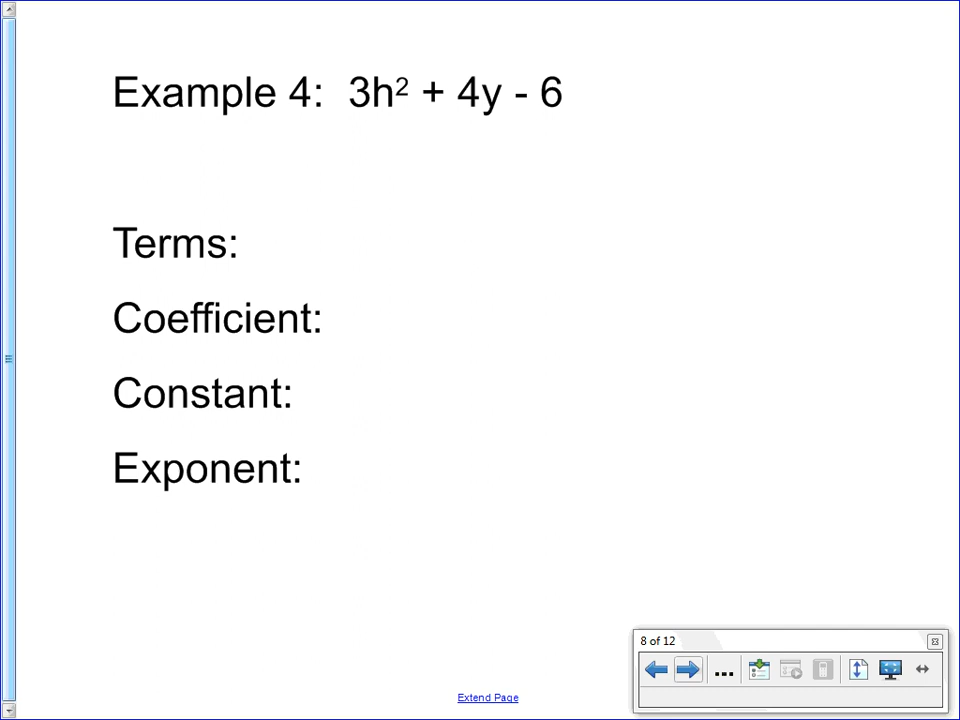 Example 4: 3h² + 4y - 6
Terms:
Coefficient:
Constant:
Exponent:
8 of 12
Extend Page